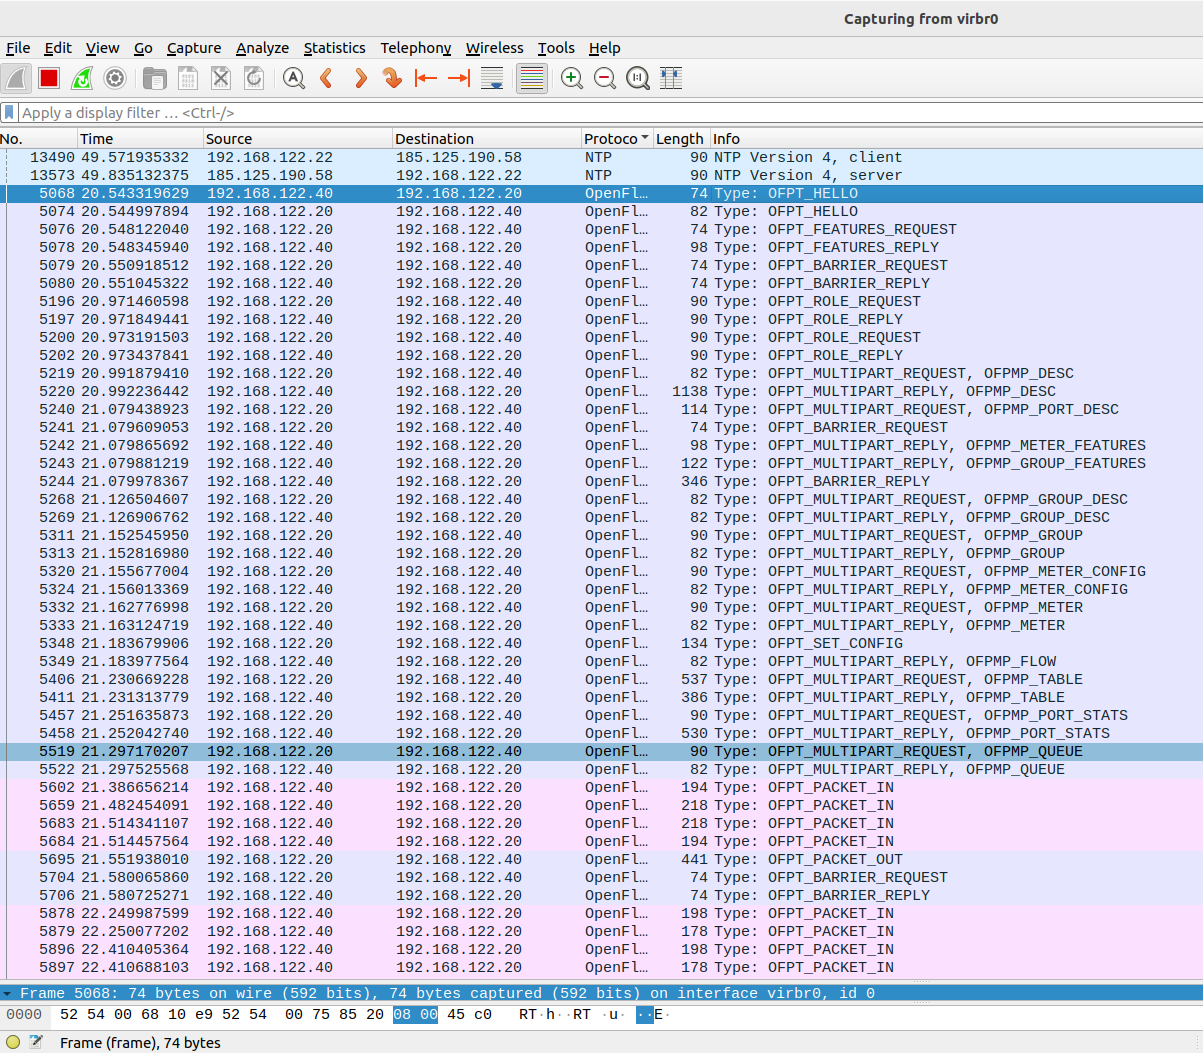 Capturing from virbr0
File Edit View Go Capture Analyze Statistics Telephony Wireless Tools Help
Apply a display filter … <Ctrl-/>
No. Time Source Destination Protoco Length Info
13490 49.571935332 192.168.122.22 185.125.190.58 NTP 90 NTP Version 4, client
13573 49.835132375 185.125.190.58 192.168.122.22 NTP 90 NTP Version 4, server
5068 20.543319629 192.168.122.40 192.168.122.20 OpenFl… 74 Type: OFPT_HELLO
5074 20.544997894 192.168.122.20 192.168.122.40 OpenFl… 82 Type: OFPT_HELLO
5076 20.548122040 192.168.122.20 192.168.122.40 OpenFl… 74 Type: OFPT_FEATURES_REQUEST
5078 20.548345940 192.168.122.40 192.168.122.20 OpenFl… 98 Type: OFPT_FEATURES_REPLY
5079 20.550918512 192.168.122.20 192.168.122.40 OpenFl… 74 Type: OFPT_BARRIER_REQUEST
5080 20.551045322 192.168.122.40 192.168.122.20 OpenFl… 74 Type: OFPT_BARRIER_REPLY
5196 20.971460598 192.168.122.20 192.168.122.40 OpenFl… 90 Type: OFPT_ROLE_REQUEST
5197 20.971849441 192.168.122.40 192.168.122.20 OpenFl… 90 Type: OFPT_ROLE_REPLY
5200 20.973191503 192.168.122.20 192.168.122.40 OpenFl… 90 Type: OFPT_ROLE_REQUEST
5202 20.973437841 192.168.122.40 192.168.122.20 OpenFl… 90 Type: OFPT_ROLE_REPLY
5219 20.991879410 192.168.122.20 192.168.122.40 OpenFl… 82 Type: OFPT_MULTIPART_REQUEST, OFPMP_DESC
5220 20.992236442 192.168.122.40 192.168.122.20 OpenFl… 1138 Type: OFPT_MULTIPART_REPLY, OFPMP_DESC
5240 21.079438923 192.168.122.20 192.168.122.40 OpenFl… 114 Type: OFPT_MULTIPART_REQUEST, OFPMP_PORT_DESC
5241 21.079609053 192.168.122.20 192.168.122.40 OpenFl… 74 Type: OFPT_BARRIER_REQUEST
5242 21.079865692 192.168.122.40 192.168.122.20 OpenFl… 98 Type: OFPT_MULTIPART_REPLY, OFPMP_METER_FEATURES
5243 21.079881219 192.168.122.40 192.168.122.20 OpenFl… 122 Type: OFPT_MULTIPART_REPLY, OFPMP_GROUP_FEATURES
5244 21.079978367 192.168.122.40 192.168.122.20 OpenFl… 346 Type: OFPT_BARRIER_REPLY
5268 21.126504607 192.168.122.20 192.168.122.40 OpenFl… 82 Type: OFPT_MULTIPART_REQUEST, OFPMP_GROUP_DESC
5269 21.126906762 192.168.122.40 192.168.122.20 OpenFl… 82 Type: OFPT_MULTIPART_REPLY, OFPMP_GROUP_DESC
5311 21.152545950 192.168.122.20 192.168.122.40 OpenFl… 90 Type: OFPT_MULTIPART_REQUEST, OFPMP_GROUP
5313 21.152816980 192.168.122.40 192.168.122.20 OpenFl… 82 Type: OFPT_MULTIPART_REPLY, OFPMP_GROUP
5320 21.155677004 192.168.122.20 192.168.122.40 OpenFl… 90 Type: OFPT_MULTIPART_REQUEST, OFPMP_METER_CONFIG
5324 21.156013369 192.168.122.40 192.168.122.20 OpenFl… 82 Type: OFPT_MULTIPART_REPLY, OFPMP_METER_CONFIG
5332 21.162776998 192.168.122.20 192.168.122.40 OpenFl… 90 Type: OFPT_MULTIPART_REQUEST, OFPMP_METER
5333 21.163124719 192.168.122.40 192.168.122.20 OpenFl… 82 Type: OFPT_MULTIPART_REPLY, OFPMP_METER
5348 21.183679906 192.168.122.20 192.168.122.40 OpenFl… 134 Type: OFPT_SET_CONFIG
5349 21.183977564 192.168.122.40 192.168.122.20 OpenFl… 82 Type: OFPT_MULTIPART_REPLY, OFPMP_FLOW
5406 21.230669228 192.168.122.20 192.168.122.40 OpenFl… 537 Type: OFPT_MULTIPART_REQUEST, OFPMP_TABLE
5411 21.231313779 192.168.122.40 192.168.122.20 OpenFl… 386 Type: OFPT_MULTIPART_REPLY, OFPMP_TABLE
5457 21.251635873 192.168.122.20 192.168.122.40 OpenFl… 90 Type: OFPT_MULTIPART_REQUEST, OFPMP_PORT_STATS
5458 21.252042740 192.168.122.40 192.168.122.20 OpenFl… 530 Type: OFPT_MULTIPART_REPLY, OFPMP_PORT_STATS
5519 21.297170207 192.168.122.20 192.168.122.40 OpenFl… 90 Type: OFPT_MULTIPART_REQUEST, OFPMP_QUEUE
5522 21.297525568 192.168.122.40 192.168.122.20 OpenFl… 82 Type: OFPT_MULTIPART_REPLY, OFPMP_QUEUE
5602 21.386656214 192.168.122.40 192.168.122.20 OpenFl… 194 Type: OFPT_PACKET_IN
5659 21.482454091 192.168.122.40 192.168.122.20 OpenFl… 218 Type: OFPT_PACKET_IN
5683 21.514341107 192.168.122.40 192.168.122.20 OpenFl… 218 Type: OFPT_PACKET_IN
5684 21.514457564 192.168.122.40 192.168.122.20 OpenFl… 194 Type: OFPT_PACKET_IN
5695 21.551938010 192.168.122.20 192.168.122.40 OpenFl… 441 Type: OFPT_PACKET_OUT
5704 21.580065860 192.168.122.20 192.168.122.40 OpenFl… 74 Type: OFPT_BARRIER_REQUEST
5706 21.580725271 192.168.122.40 192.168.122.20 OpenFl… 74 Type: OFPT_BARRIER_REPLY
5878 22.249987599 192.168.122.40 192.168.122.20 OpenFl… 198 Type: OFPT_PACKET_IN
5879 22.250077202 192.168.122.40 192.168.122.20 OpenFl… 178 Type: OFPT_PACKET_IN
5896 22.410405364 192.168.122.40 192.168.122.20 OpenFl… 198 Type: OFPT_PACKET_IN
5897 22.410688103 192.168.122.40 192.168.122.20 OpenFl… 178 Type: OFPT_PACKET_IN
Frame 5068: 74 bytes on wire (592 bits), 74 bytes captured (592 bits) on interface virbr0, id 0
0000 52 54 00 68 10 e9 52 54 00 75 85 20 08 00 45 c0 RT·h··RT ·u· ··E·
Frame (frame), 74 bytes